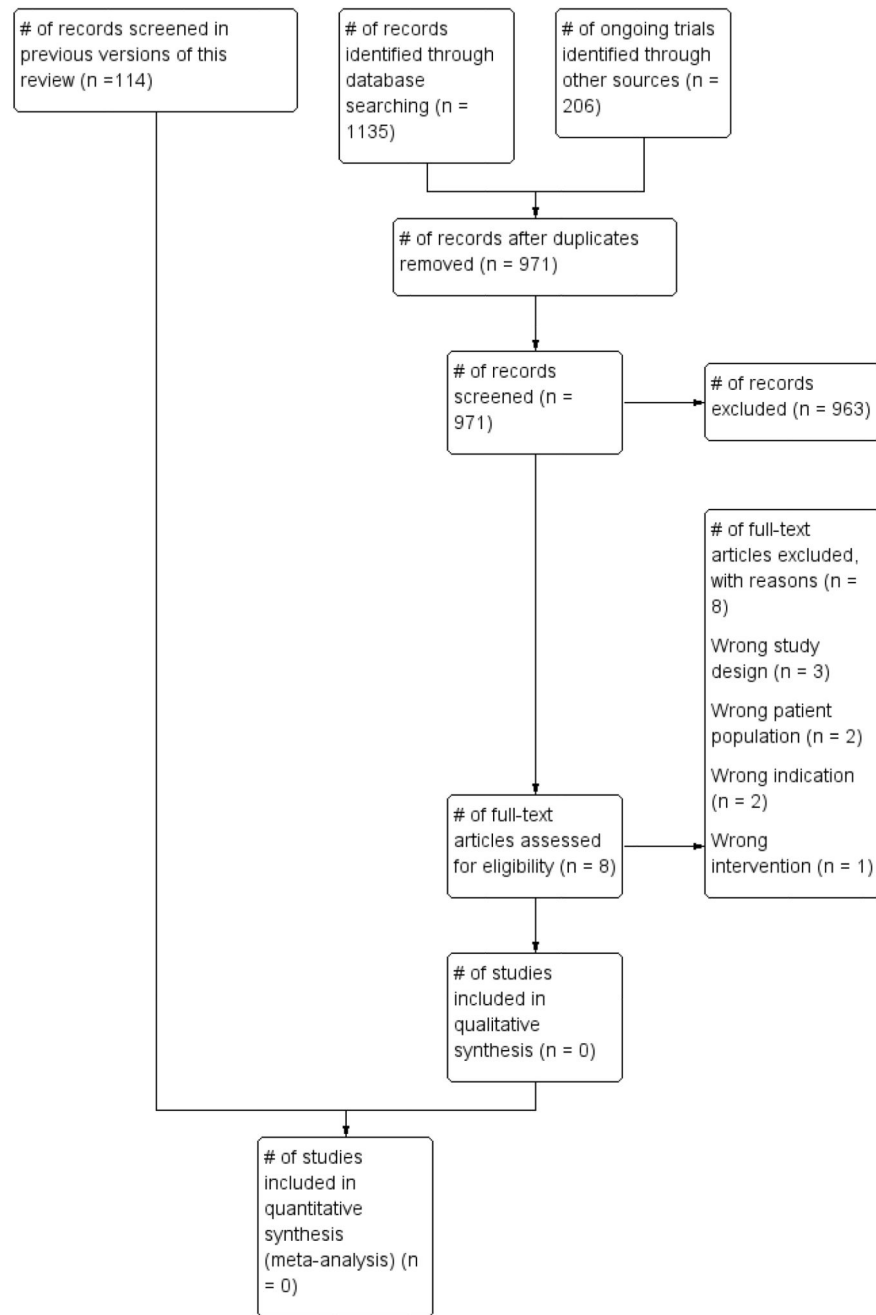 # of records screened in
previous versions of this
review (n =114)
# of records
identified through
database
searching (n =
1135)
# of ongoing trials
identified through
other sources (n =
206)
# of records after duplicates
removed (n = 971)
# of records
screened (n =
971)
# of records
excluded (n = 963)
# of full-text
articles excluded,
with reasons (n =
8)
Wrong study
design (n = 3)
Wrong patient
population (n = 2)
Wrong indication
(n = 2)
Wrong
intervention (n = 1)
# of full-text
articles assessed
for eligibility (n = 8)
# of studies
included in
qualitative
synthesis (n = 0)
# of studies
included in
quantitative
synthesis
(meta-analysis) (n
= 0)